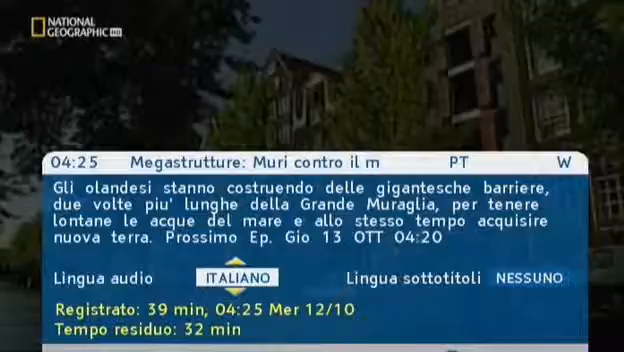 NATIONAL
GEOGRAPHIC HD
04:25 Megastrutture: Muri contro il m PT W
Gli olandesi stanno costruendo delle gigantesche barriere,
due volte piu' lunghe della Grande Muraglia, per tenere
lontane le acque del mare e allo stesso tempo acquisire
nuova terra. Prossimo Ep. Gio 13 OTT 04:20
Lingua audio ITALIANO Lingua sottotitoli NESSUNO
Registrato: 39 min, 04:25 Mer 12/10
Tempo residuo: 32 min